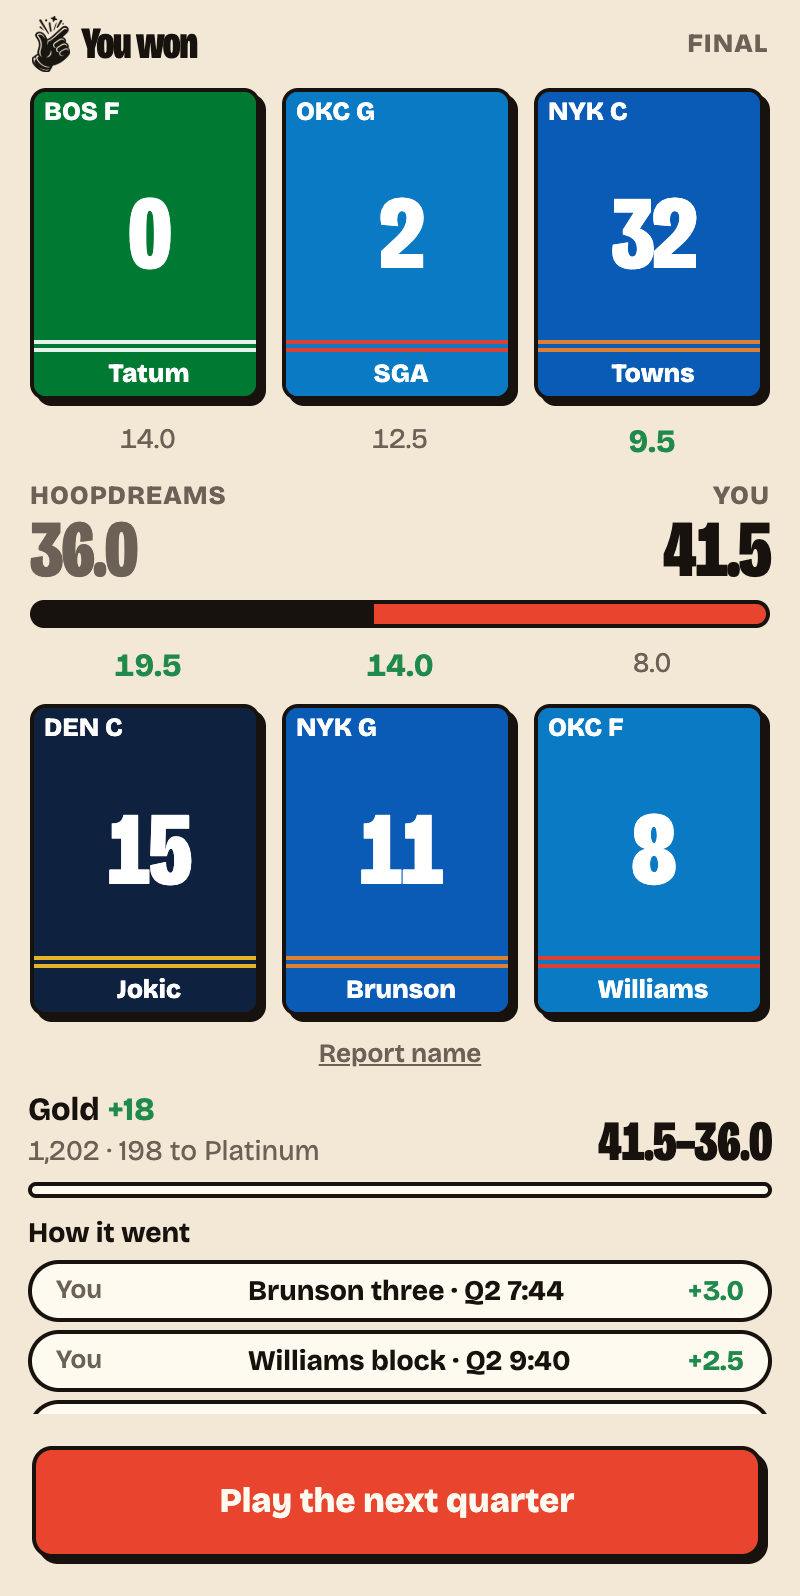 You won
FINAL
BOS F
OKC G
NYK C
0
2
32
Tatum
SGA
Towns
14.0
12.5
9.5
HOOPDREAMS
YOU
36.0
41.5
19.5
14.0
8.0
DEN C
NYK G
OKC F
15
11
8
Jokic
Brunson
Williams
Report name
Gold +18
1,202 · 198 to Platinum
41.5–36.0
How it went
You Brunson three · Q2 7:44 +3.0
You Williams block · Q2 9:40 +2.5
Play the next quarter